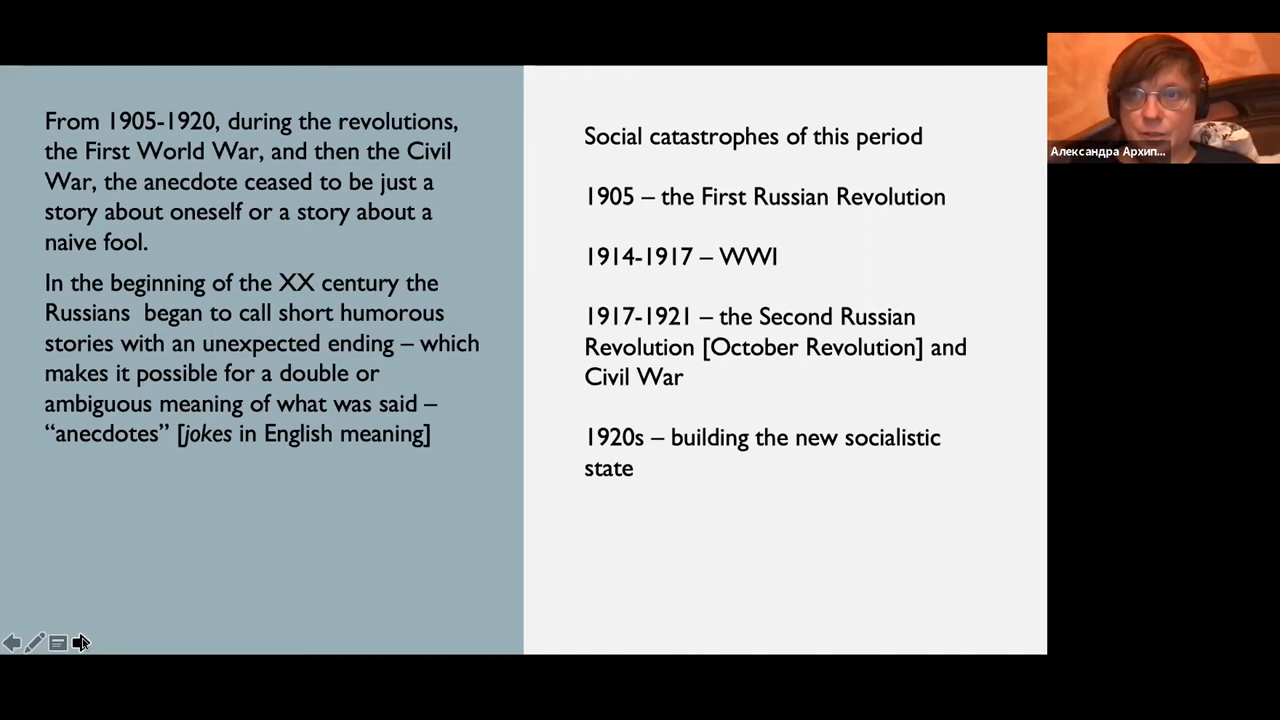 From 1905-1920, during the revolutions,
the First World War, and then the Civil
War, the anecdote ceased to be just a
story about oneself or a story about a
naive fool.
In the beginning of the XX century the
Russians began to call short humorous
stories with an unexpected ending – which
makes it possible for a double or
ambiguous meaning of what was said –
“anecdotes” [jokes in English meaning]
Social catastrophes of this period
1905 – the First Russian Revolution
1914-1917 – WWI
1917-1921 – the Second Russian
Revolution [October Revolution] and
Civil War
1920s – building the new socialistic
state
Александра Архип...